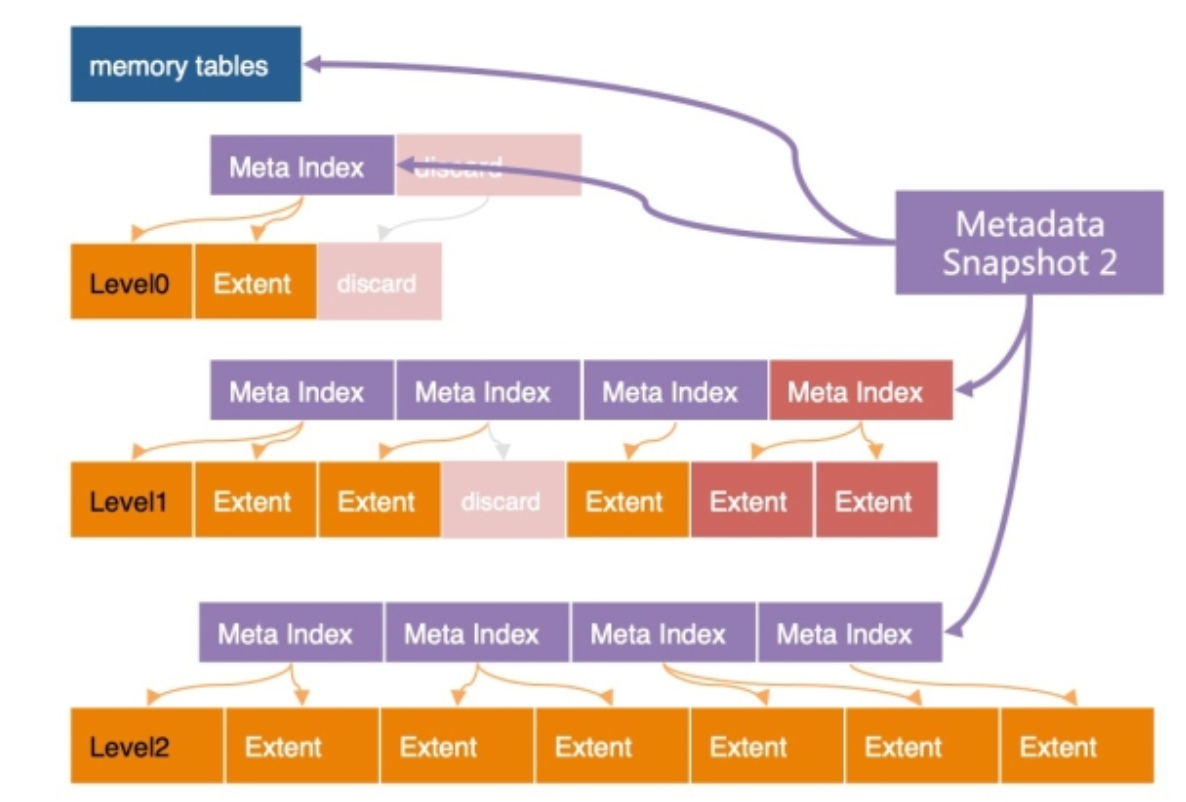 memory tables
Meta Index discard
Metadata
Snapshot 2
Level0 Extent discard
Meta Index Meta Index Meta Index Meta Index
Level1 Extent Extent discard Extent Extent Extent
Meta Index Meta Index Meta Index Meta Index
Level2 Extent Extent Extent Extent Extent Extent